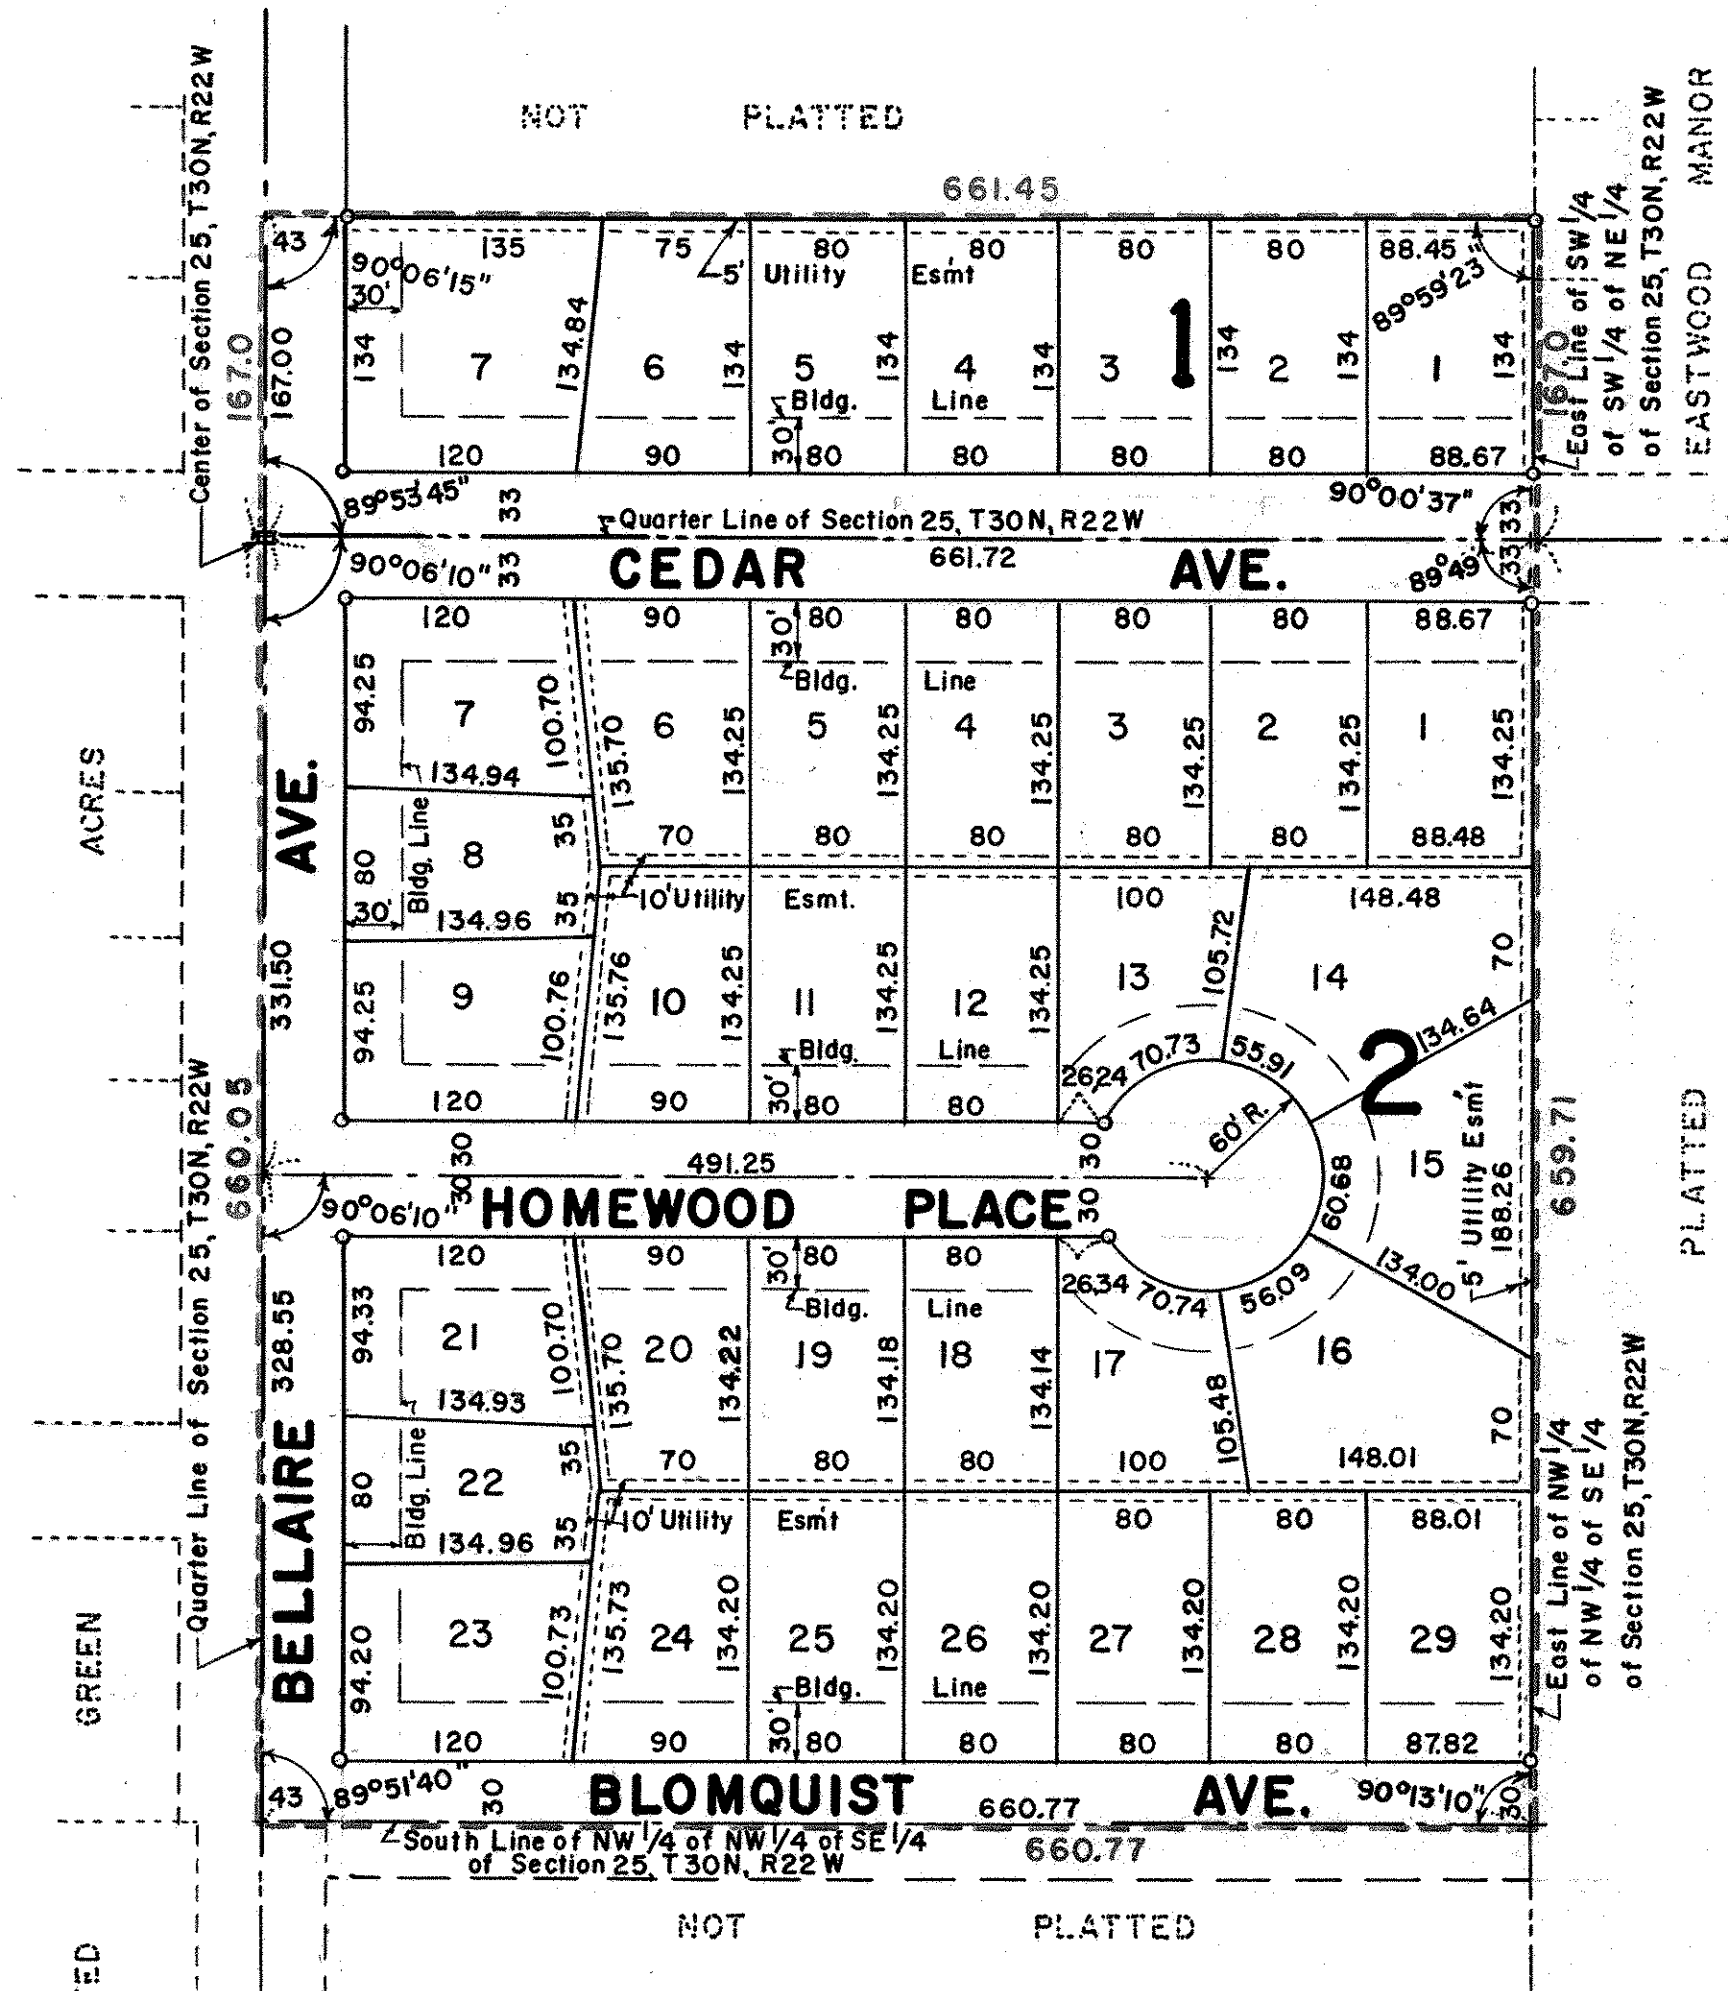 NOT PLATTED
661.45
MANOR
EASTWOOD
Center of Section 25, T30N, R22W
East Line of SW 1/4
of SW 1/4 of NE 1/4
of Section 25, T30N, R22W
43 135 75 80 80 80 80 88.45
90°06'15" 5' Utility Esm't 89°59'23"
30'
167.0 167.00 134 7 134.84 6 134 5 134 4 134 3 1 134 2 134 1 134 167.0
Bldg. Line
120 90 30' 80 80 80 80 88.67
89°53'45" 33 90°00'37" 33
Quarter Line of Section 25, T30N, R22W
90°06'10" 33 CEDAR 661.72 AVE. 89°49' 33
120 90 30' 80 80 80 80 88.67
Bldg. Line
94.25 7 100.70 135.70 6 134.25 5 134.25 4 134.25 3 134.25 2 134.25 1 134.25
134.94
ACRES
AVE.
80 8 35 70 80 80 80 80 88.48
Bldg. Line
30' 134.96 35 10' Utility Esmt. 100 148.48
331.50 94.25 9 100.76 135.76 10 134.25 11 134.25 12 134.25 13 105.72 14 70
134.64
Bldg. Line 70.73 55.91 2
120 90 30' 80 80 26.24
60' R.
660.05
Quarter Line of Section 25, T30N, R22W
30 491.25 30 15 5' Utility Esm't 188.26 659.71 PLATTED
90°06'10" 30 HOMEWOOD PLACE 30 60.68
120 90 30' 80 80 26.34 70.74 56.09 134.00
Bldg. Line
328.55 94.33 21 100.70 135.70 20 134.22 19 134.18 18 134.14 17 105.48 16 70
134.93
80 22 35 70 80 80 100 148.01
Bldg. Line
134.96 35 10' Utility Esm't 80 80 88.01
East Line of NW 1/4
of NW 1/4 of SE 1/4
of Section 25, T30N, R22W
GREEN
BELLAIRE
94.20 23 100.73 135.73 24 134.20 25 134.20 26 134.20 27 134.20 28 134.20 29 134.20
Bldg. Line
120 90 30' 80 80 80 80 87.82
43 89°51'40" 30 BLOMQUIST 660.77 AVE. 90°13'10" 30
South Line of NW 1/4 of NW 1/4 of SE 1/4
of Section 25, T30N, R22W
660.77
NOT PLATTED